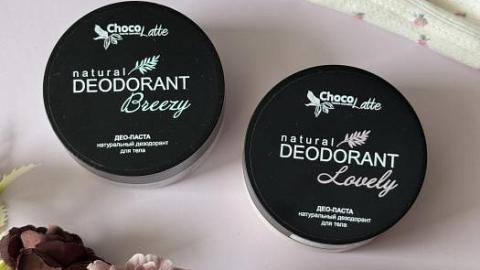 Choco
Latte
natural
DEODORANT
Breezy
ДЕО-ПАСТА
натуральный дезодорант
для тела
Choco
Latte
natural
DEODORANT
Lovely
ДЕО-ПАСТА
натуральный дезодорант
для тела